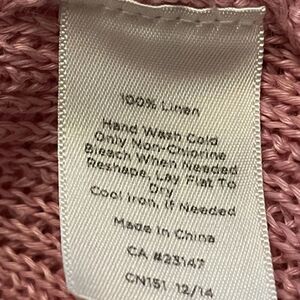 100% Linen
Hand Wash Cold
Only Non-Chlorine
Bleach When Needed
Reshape, Lay Flat To
Dry
Cool Iron, if Needed
Made in China
CA #23147
CN151 12/14